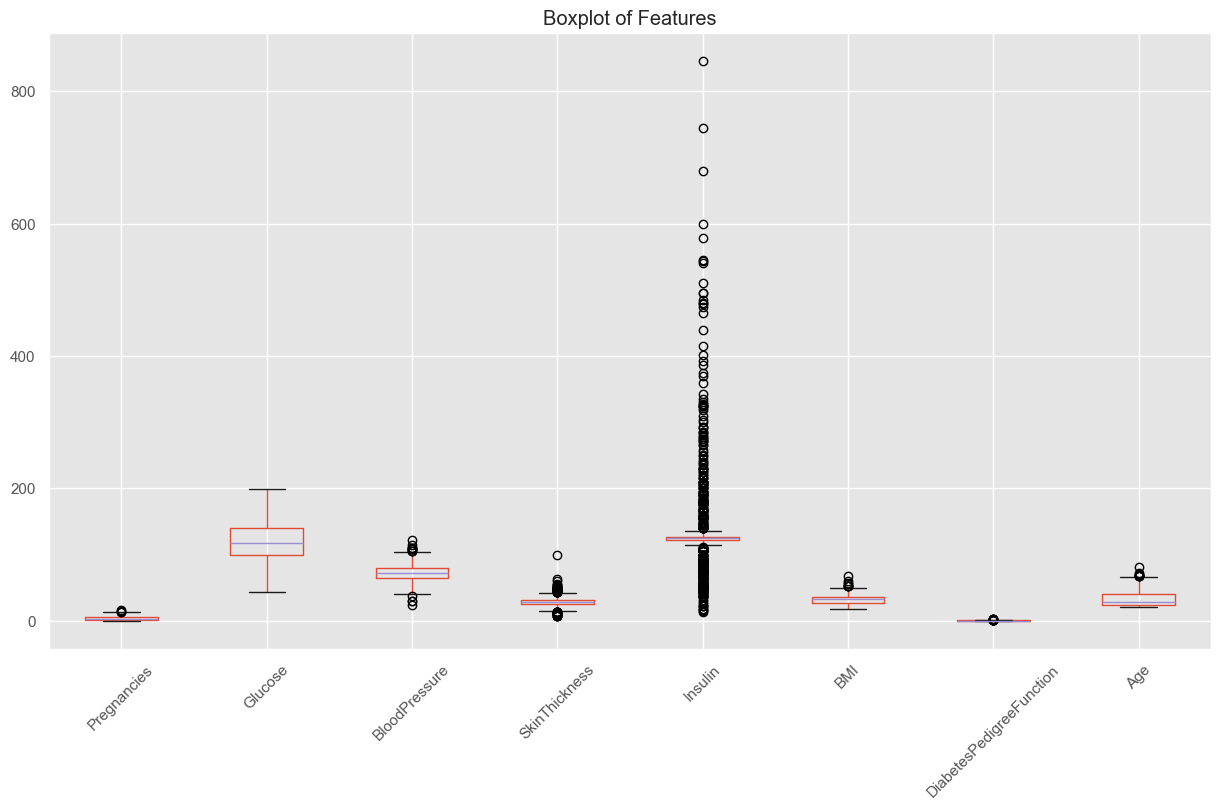 Boxplot of Features
800
600
400
200
0
Pregnancies
Glucose
BloodPressure
SkinThickness
Insulin
BMI
DiabetesPedigreeFunction
Age